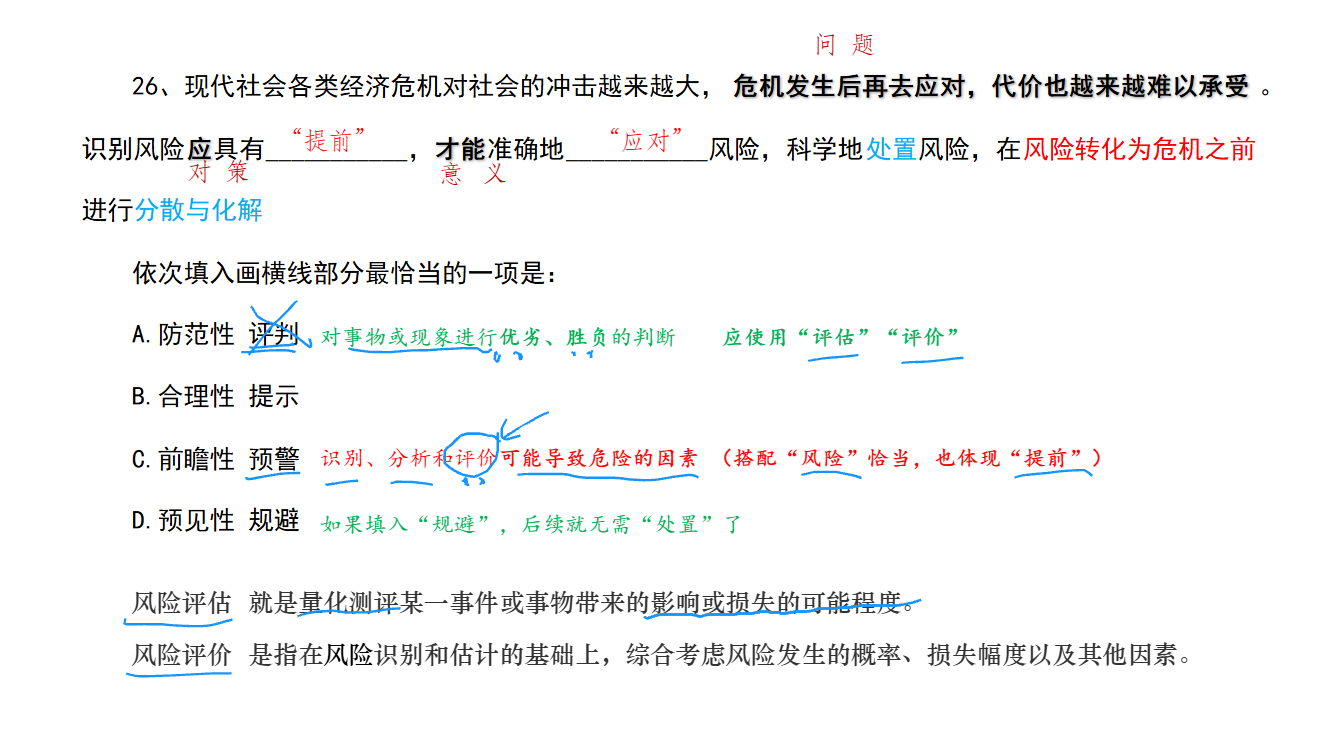 问 题
26、现代社会各类经济危机对社会的冲击越来越大，危机发生后再去应对，代价也越来越难以承受。
“提前” “应对”
识别风险应具有__________，才能准确地__________风险，科学地处置风险，在风险转化为危机之前
对 策 意 义
进行分散与化解
依次填入画横线部分最恰当的一项是：
A.防范性 评判 对事物或现象进行优劣、胜负的判断 应使用“评估”“评价”
B.合理性 提示
C.前瞻性 预警 识别、分析和评价可能导致危险的因素 （搭配“风险”恰当，也体现“提前”）
D.预见性 规避 如果填入“规避”，后续就无需“处置”了
风险评估 就是量化测评某一事件或事物带来的影响或损失的可能程度。
风险评价 是指在风险识别和估计的基础上，综合考虑风险发生的概率、损失幅度以及其他因素。